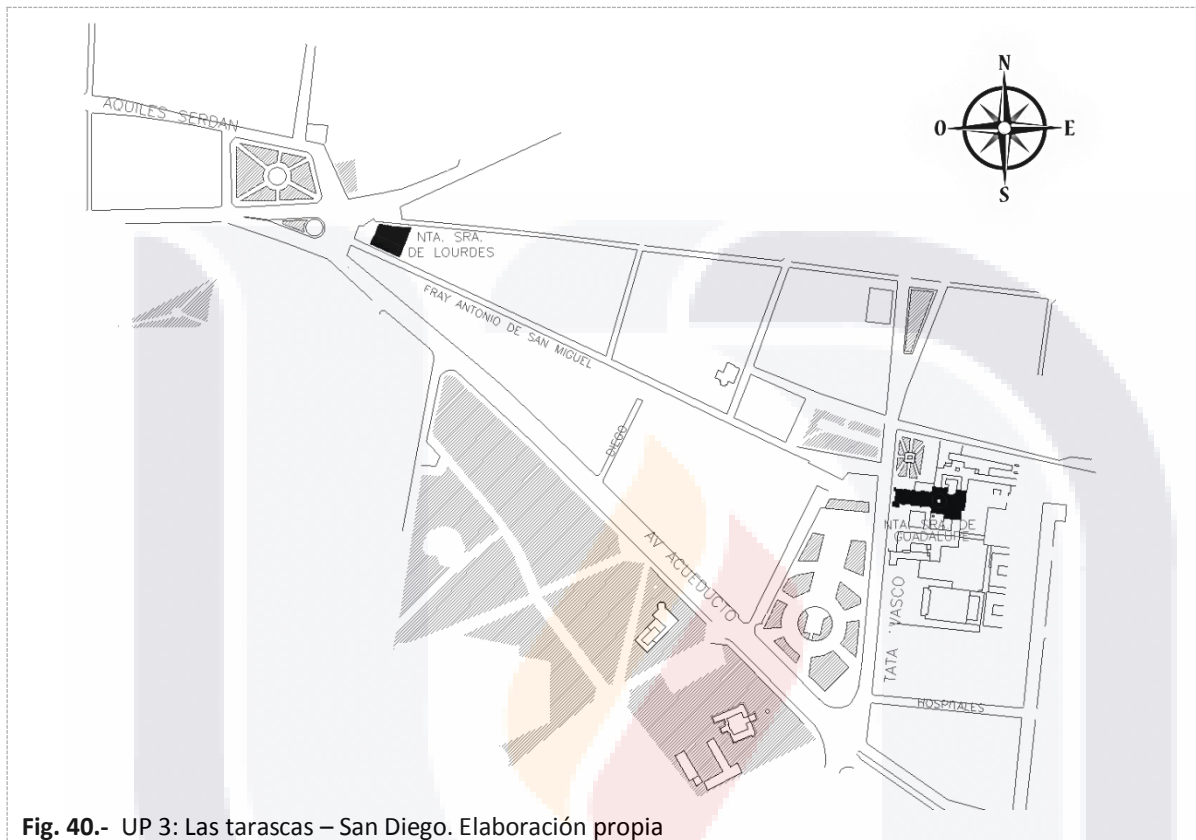 N
O
E
S
AQUILES SERDAN
NTA. SRA.
DE LOURDES
FRAY ANTONIO DE SAN MIGUEL
DIEGO
AV ACUEDUCTO
NTA. SRA. DE
GUADALUPE
TATA VASCO
HOSPITALES
Fig. 40.- UP 3: Las tarascas – San Diego. Elaboración propia